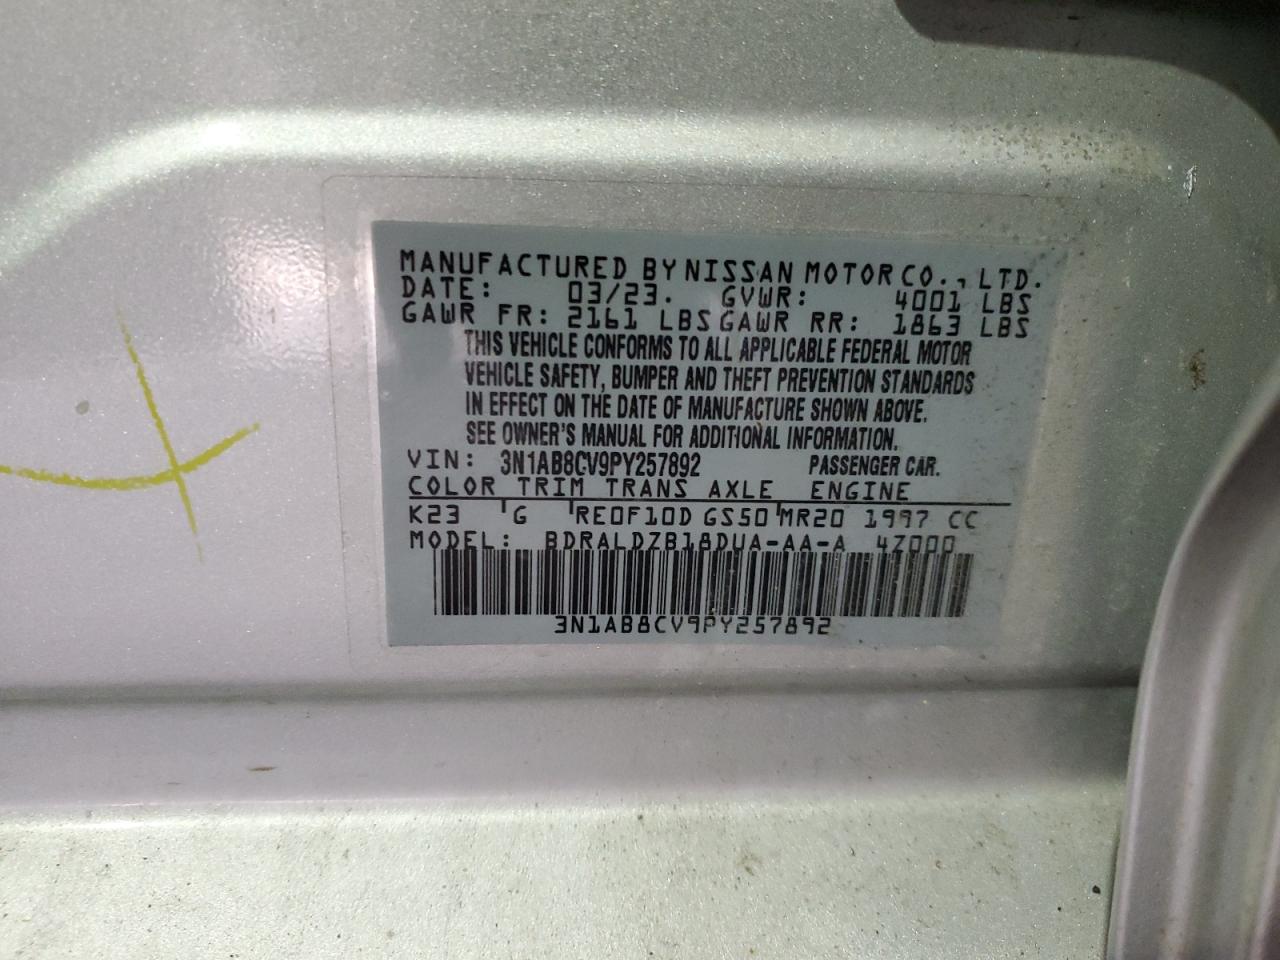 MANUFACTURED BY NISSAN MOTOR CO., LTD.
DATE: 03/23. GVWR: 4001 LBS
GAWR FR: 2161 LBS GAWR RR: 1863 LBS
THIS VEHICLE CONFORMS TO ALL APPLICABLE FEDERAL MOTOR
VEHICLE SAFETY, BUMPER AND THEFT PREVENTION STANDARDS
IN EFFECT ON THE DATE OF MANUFACTURE SHOWN ABOVE.
SEE OWNER'S MANUAL FOR ADDITIONAL INFORMATION.
VIN: 3N1AB8CV9PY257892 PASSENGER CAR.
COLOR TRIM TRANS AXLE ENGINE
K23 G RE0F10D GS50 MR20 1997 CC
MODEL: BDRALDZB18DUA-AA-A 4Z000
3N1AB8CV9PY257892